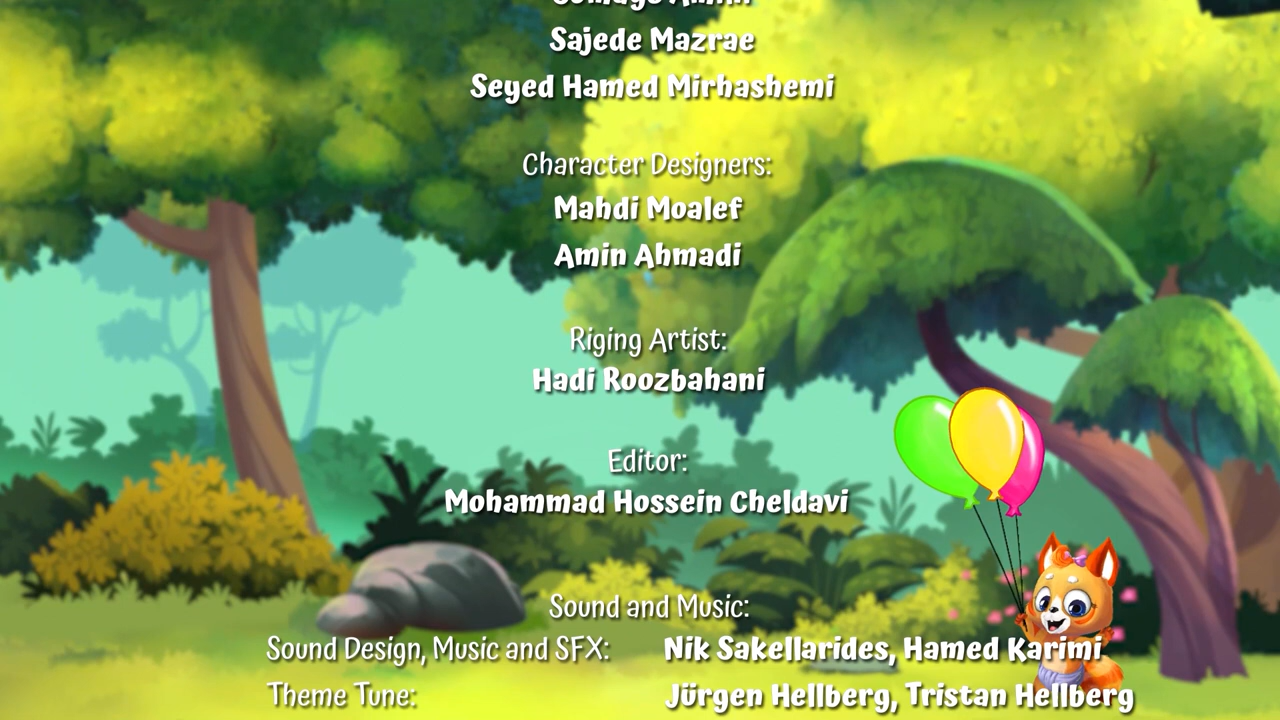 Sajede Mazrae
Seyed Hamed Mirhashemi
Character Designers:
Mahdi Moalef
Amin Ahmadi
Riging Artist:
Hadi Roozbahani
Editor:
Mohammad Hossein Cheldavi
Sound and Music:
Sound Design, Music and SFX: Nik Sakellarides, Hamed Karimi
Theme Tune: Jürgen Hellberg, Tristan Hellberg